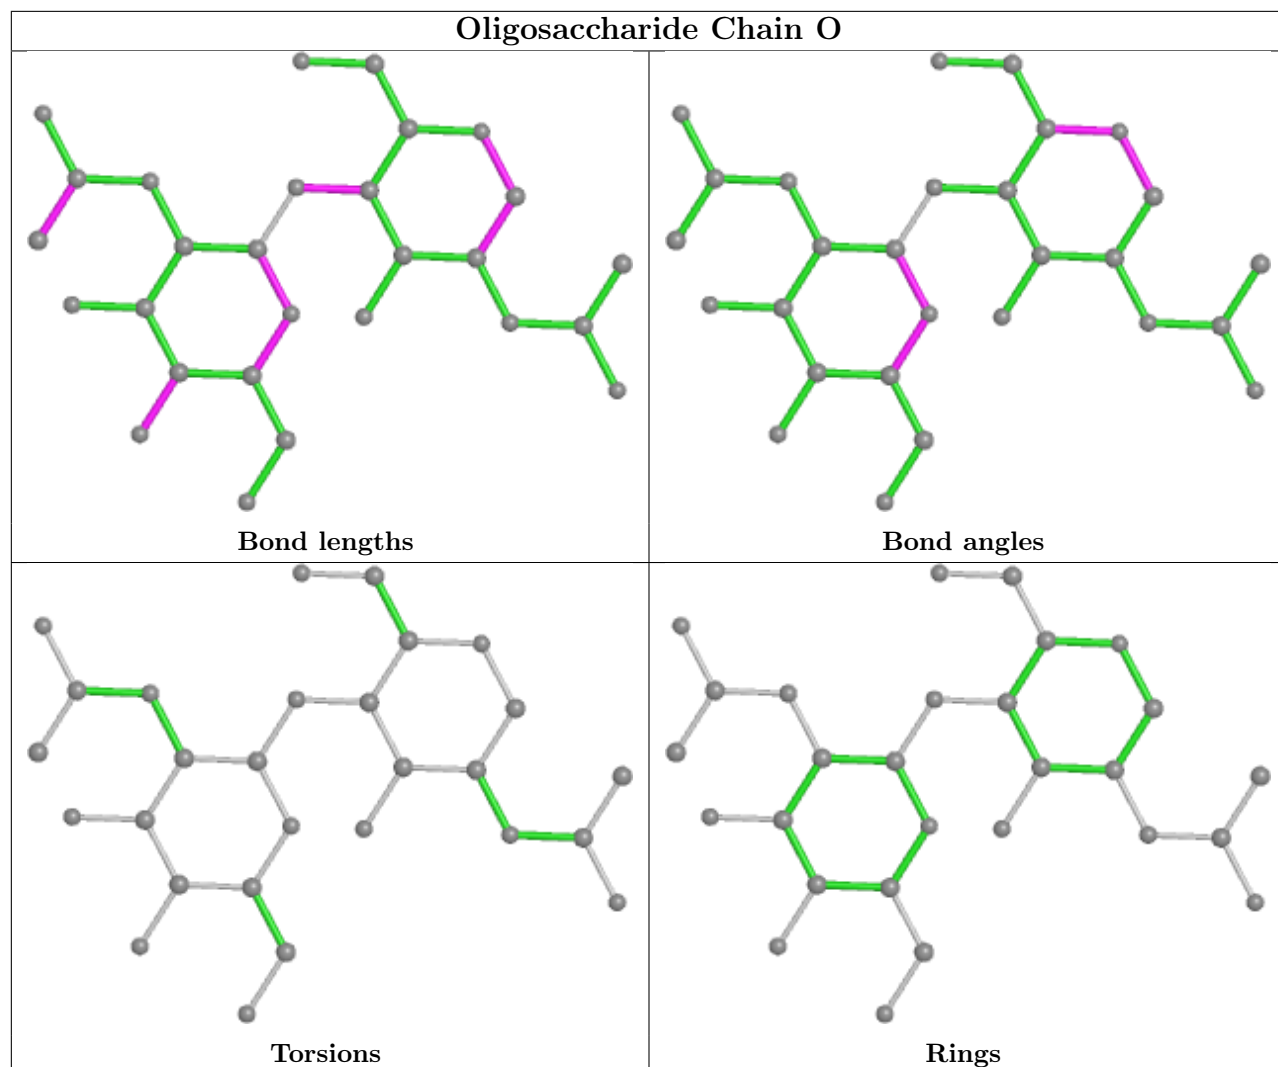 Oligosaccharide Chain O
Bond lengths
Bond angles
Torsions
Rings